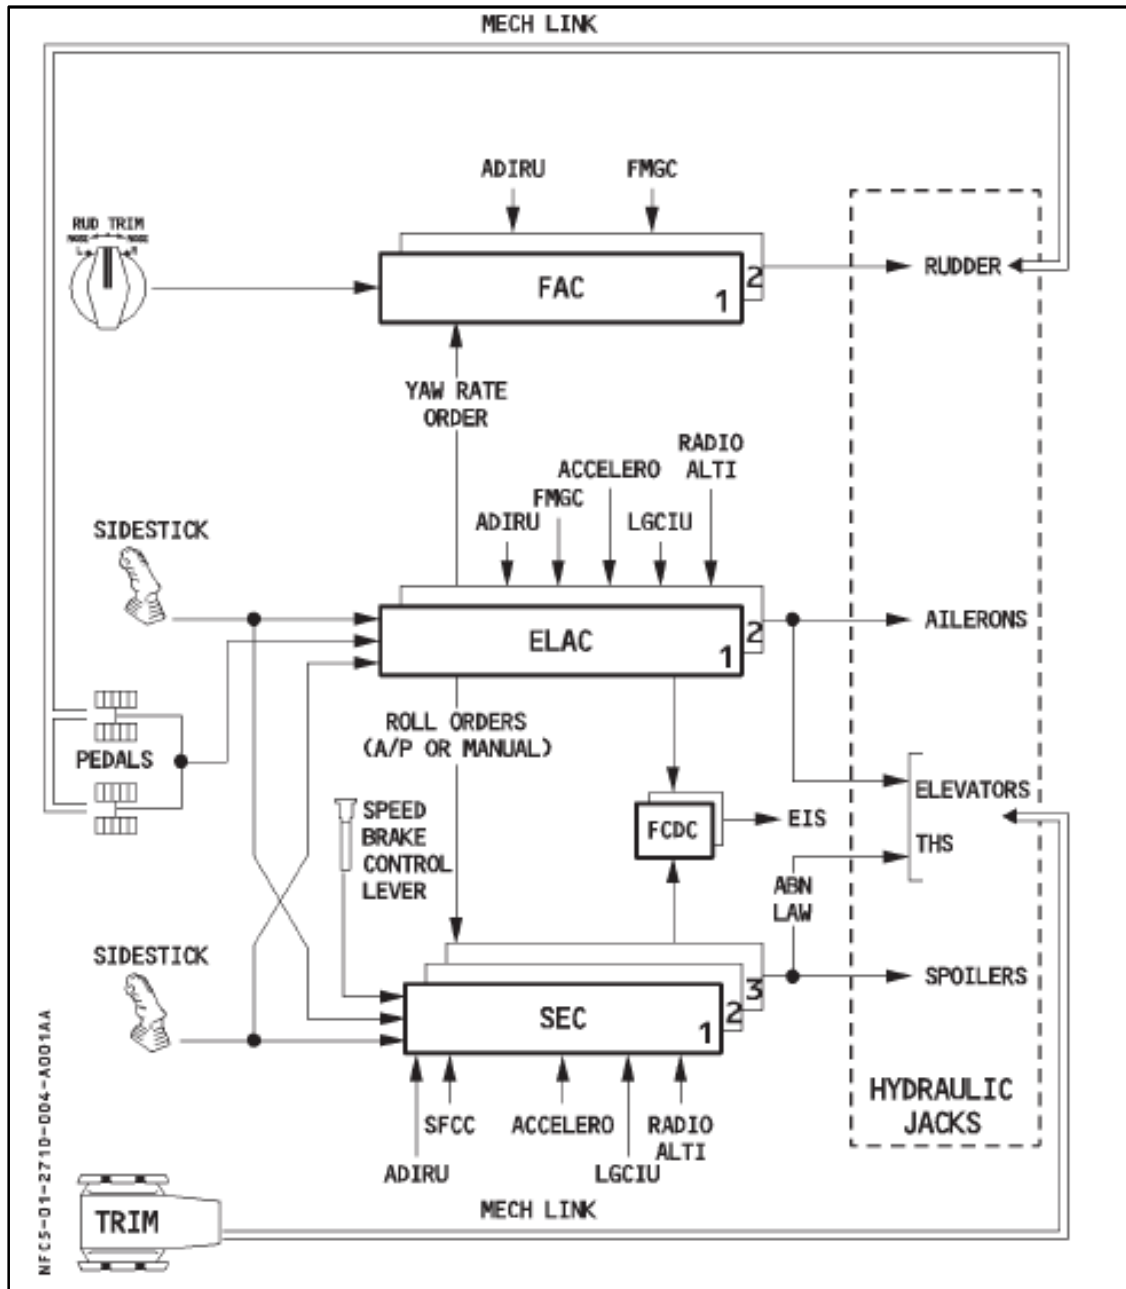 MECH LINK
ADIRU
FMGC
RUD TRIM
NOSE
NOSE
L
R
FAC
1
2
RUDDER
YAW RATE
ORDER
RADIO
ALTI
ACCELERO
FMGC
ADIRU
LGCIU
SIDESTICK
ELAC
1
2
AILERONS
ROLL ORDERS
(A/P OR MANUAL)
PEDALS
SPEED
BRAKE
CONTROL
LEVER
FCDC
EIS
ELEVATORS
THS
ABN
LAW
SIDESTICK
SEC
1
2
3
SPOILERS
HYDRAULIC
JACKS
SFCC
ACCELERO
RADIO
ALTI
ADIRU
LGCIU
MECH LINK
TRIM
NFC5-01-2710-004-A001AA